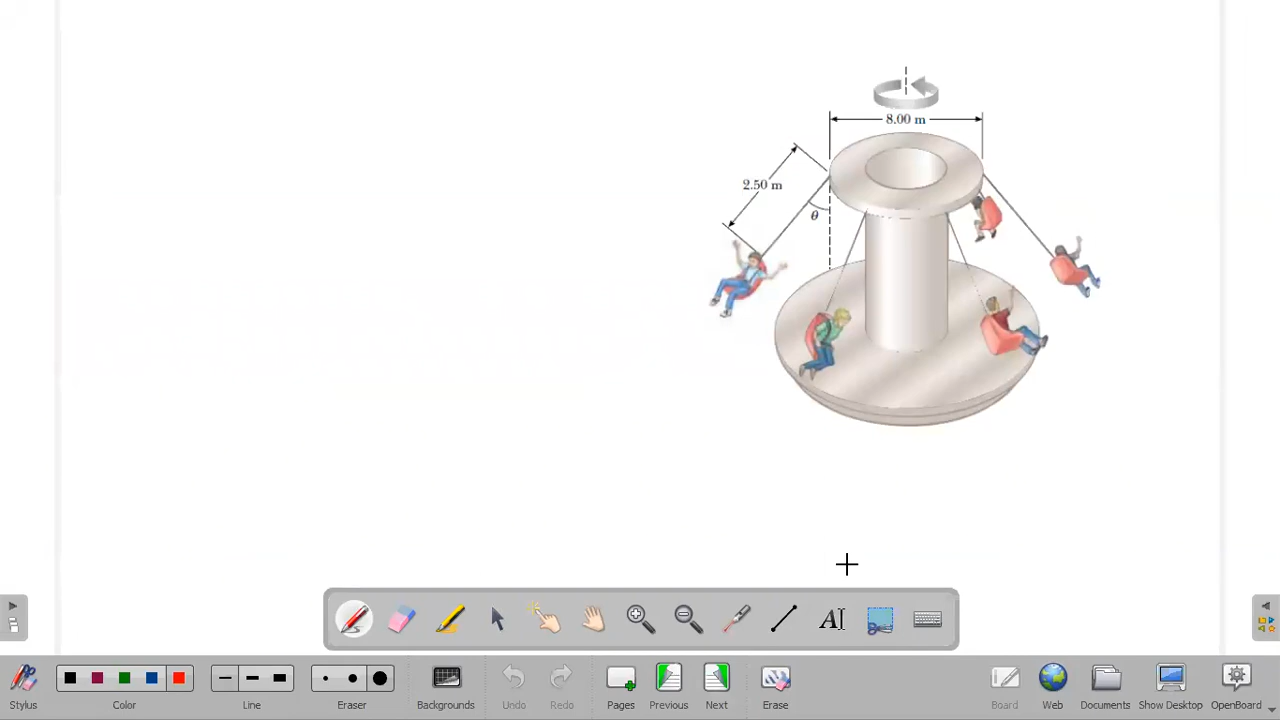 8.00 m
2.50 m
θ
A
Stylus
Color
Line
Eraser
Backgrounds
Undo
Redo
Pages
Previous
Next
Erase
Board
Web
Documents
Show Desktop
OpenBoard